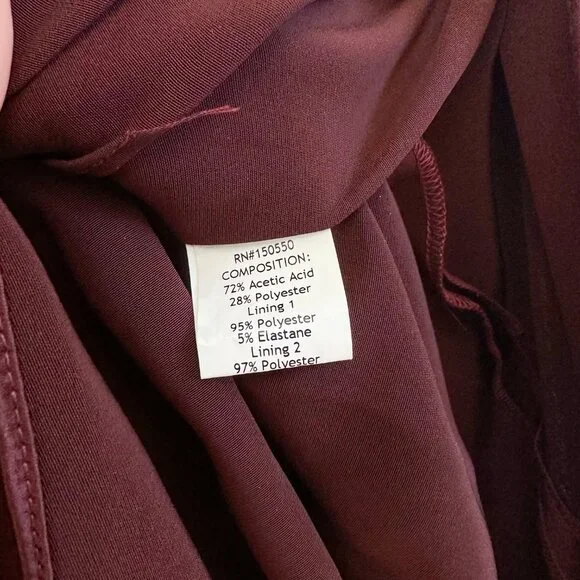 RN#150550
COMPOSITION:
72% Acetic Acid
28% Polyester
Lining 1
95% Polyester
5% Elastane
Lining 2
97% Polyester